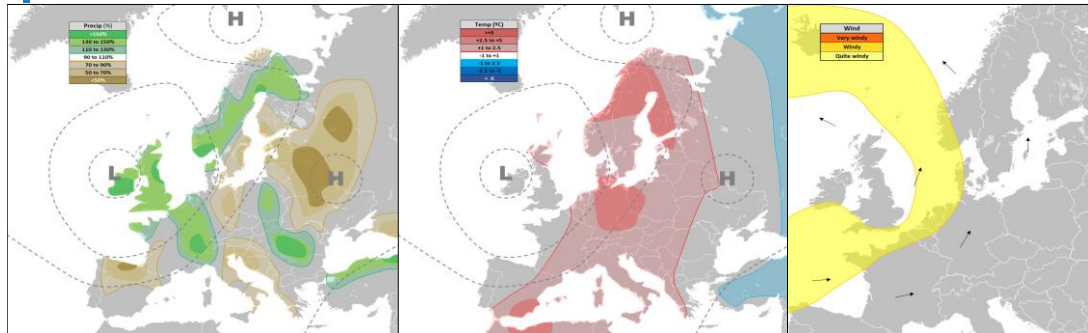 Precip (%)
>150%
130 to 150%
110 to 130%
90 to 110%
70 to 90%
50 to 70%
<50%
H
L
H
Temp (ºC)
>+5
+2.5 to +5
+1 to 2.5
-1 to +1
-1 to 2.5
-2.5 to -5
< -5
H
L
H
Wind
Very windy
Windy
Quite windy